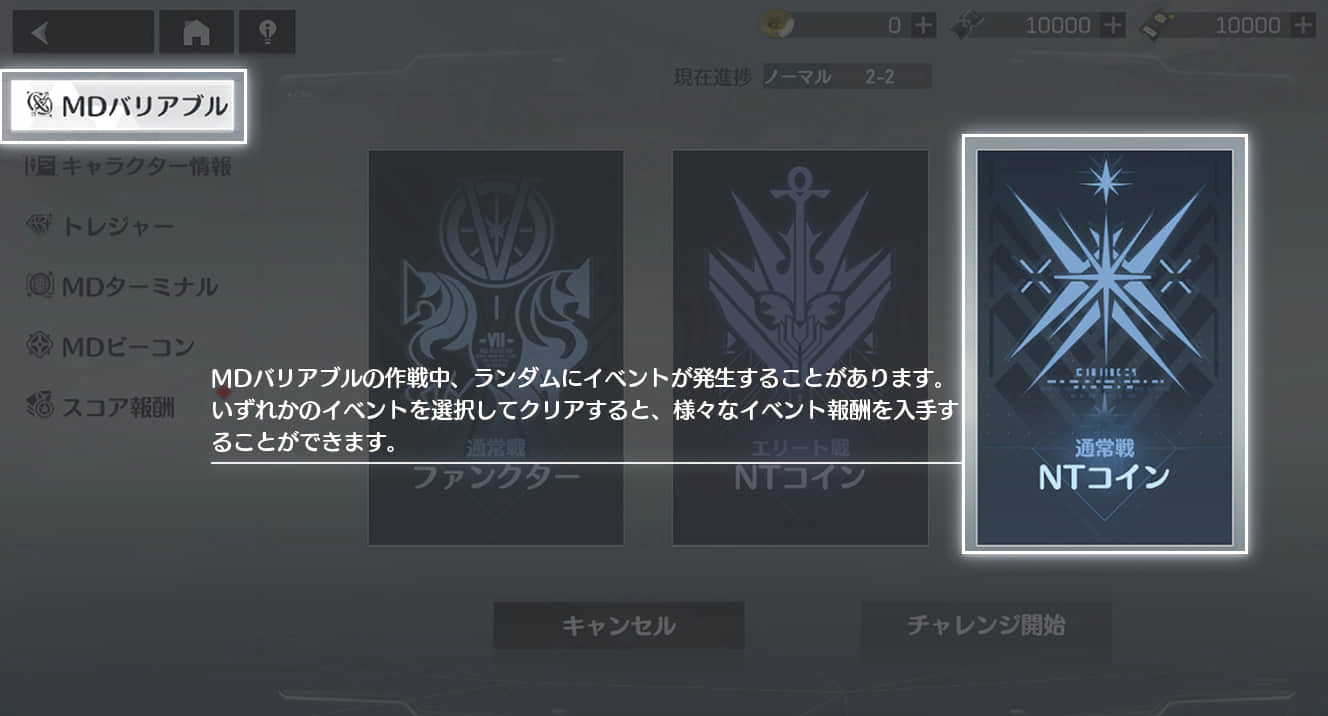 0
10000
10000
現在進捗 ノーマル 2-2
MDバリアブル
キャラクター情報
トレジャー
MDターミナル
MDビーコン
スコア報酬
VII
MDバリアブルの作戦中、ランダムにイベントが発生することがあります。
いずれかのイベントを選択してクリアすると、様々なイベント報酬を入手す
ることができます。
通常戦
ファンクター
エリート戦
NTコイン
通常戦
NTコイン
キャンセル
チャレンジ開始